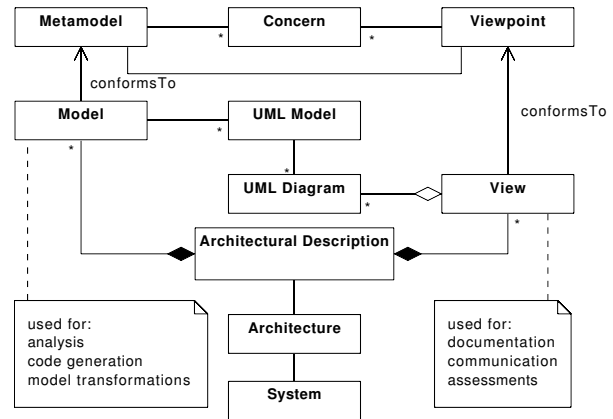 Metamodel
Concern
Viewpoint
*
*
conformsTo
conformsTo
Model
UML Model
*
*
*
UML Diagram
View
*
*
Architectural Description
used for:
analysis
code generation
model transformations
Architecture
used for:
documentation
communication
assessments
System